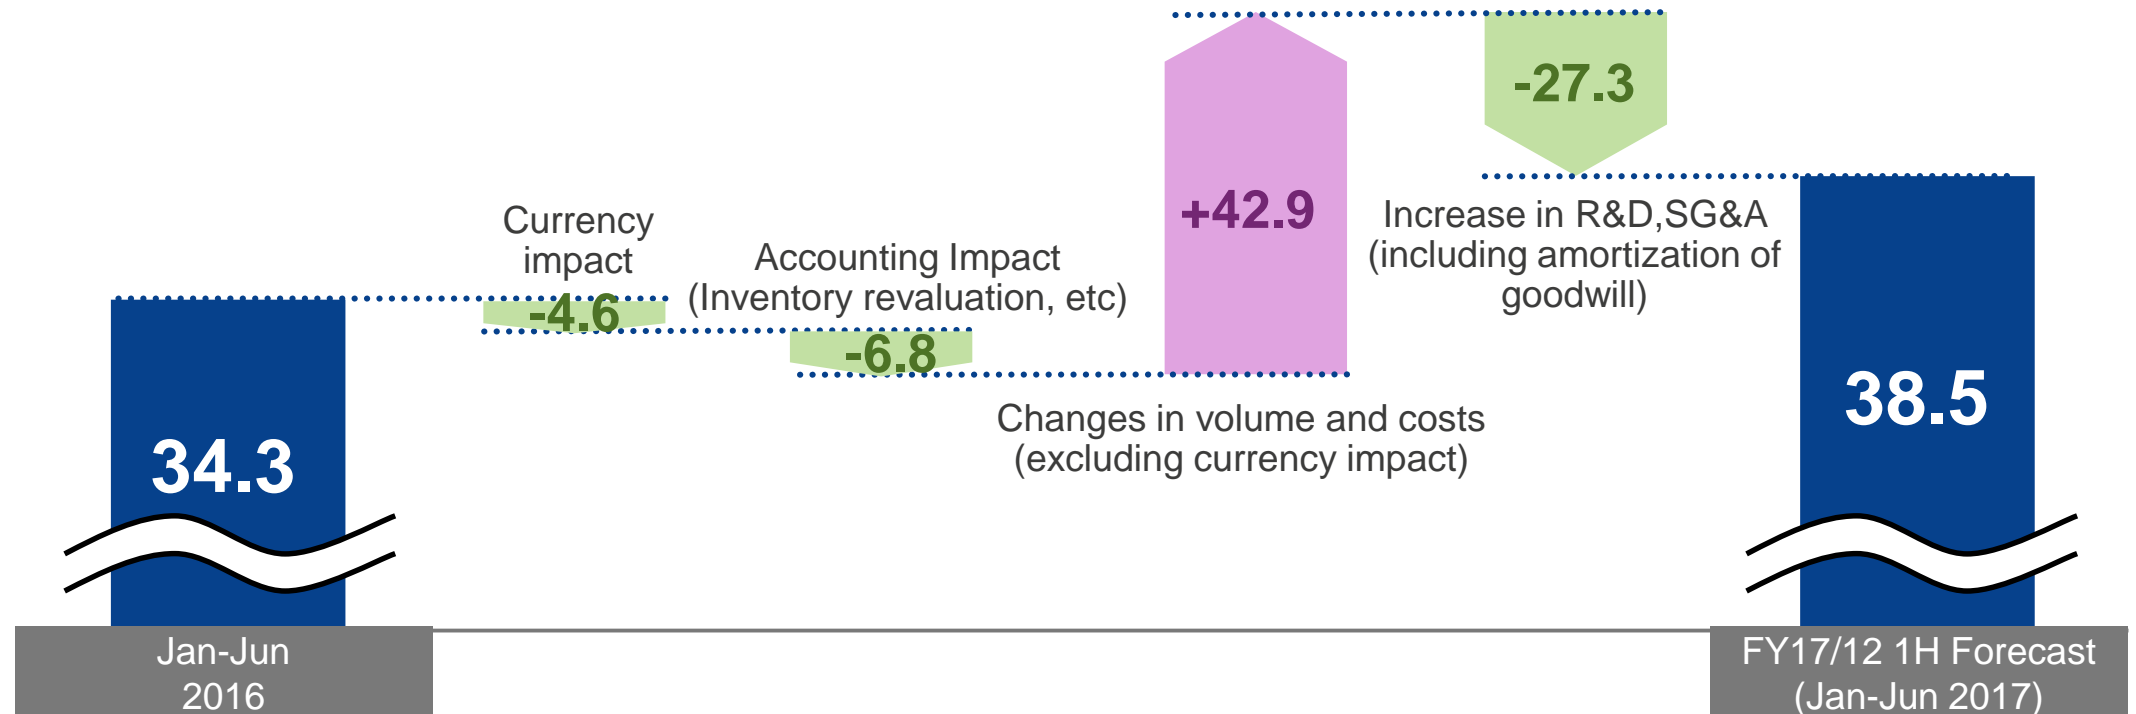 -27.3
+42.9
Currency
impact
-4.6
Accounting Impact
(Inventory revaluation, etc)
-6.8
Increase in R&D,SG&A
(including amortization of
goodwill)
Changes in volume and costs
(excluding currency impact)
34.3
38.5
Jan-Jun
2016
FY17/12 1H Forecast
(Jan-Jun 2017)